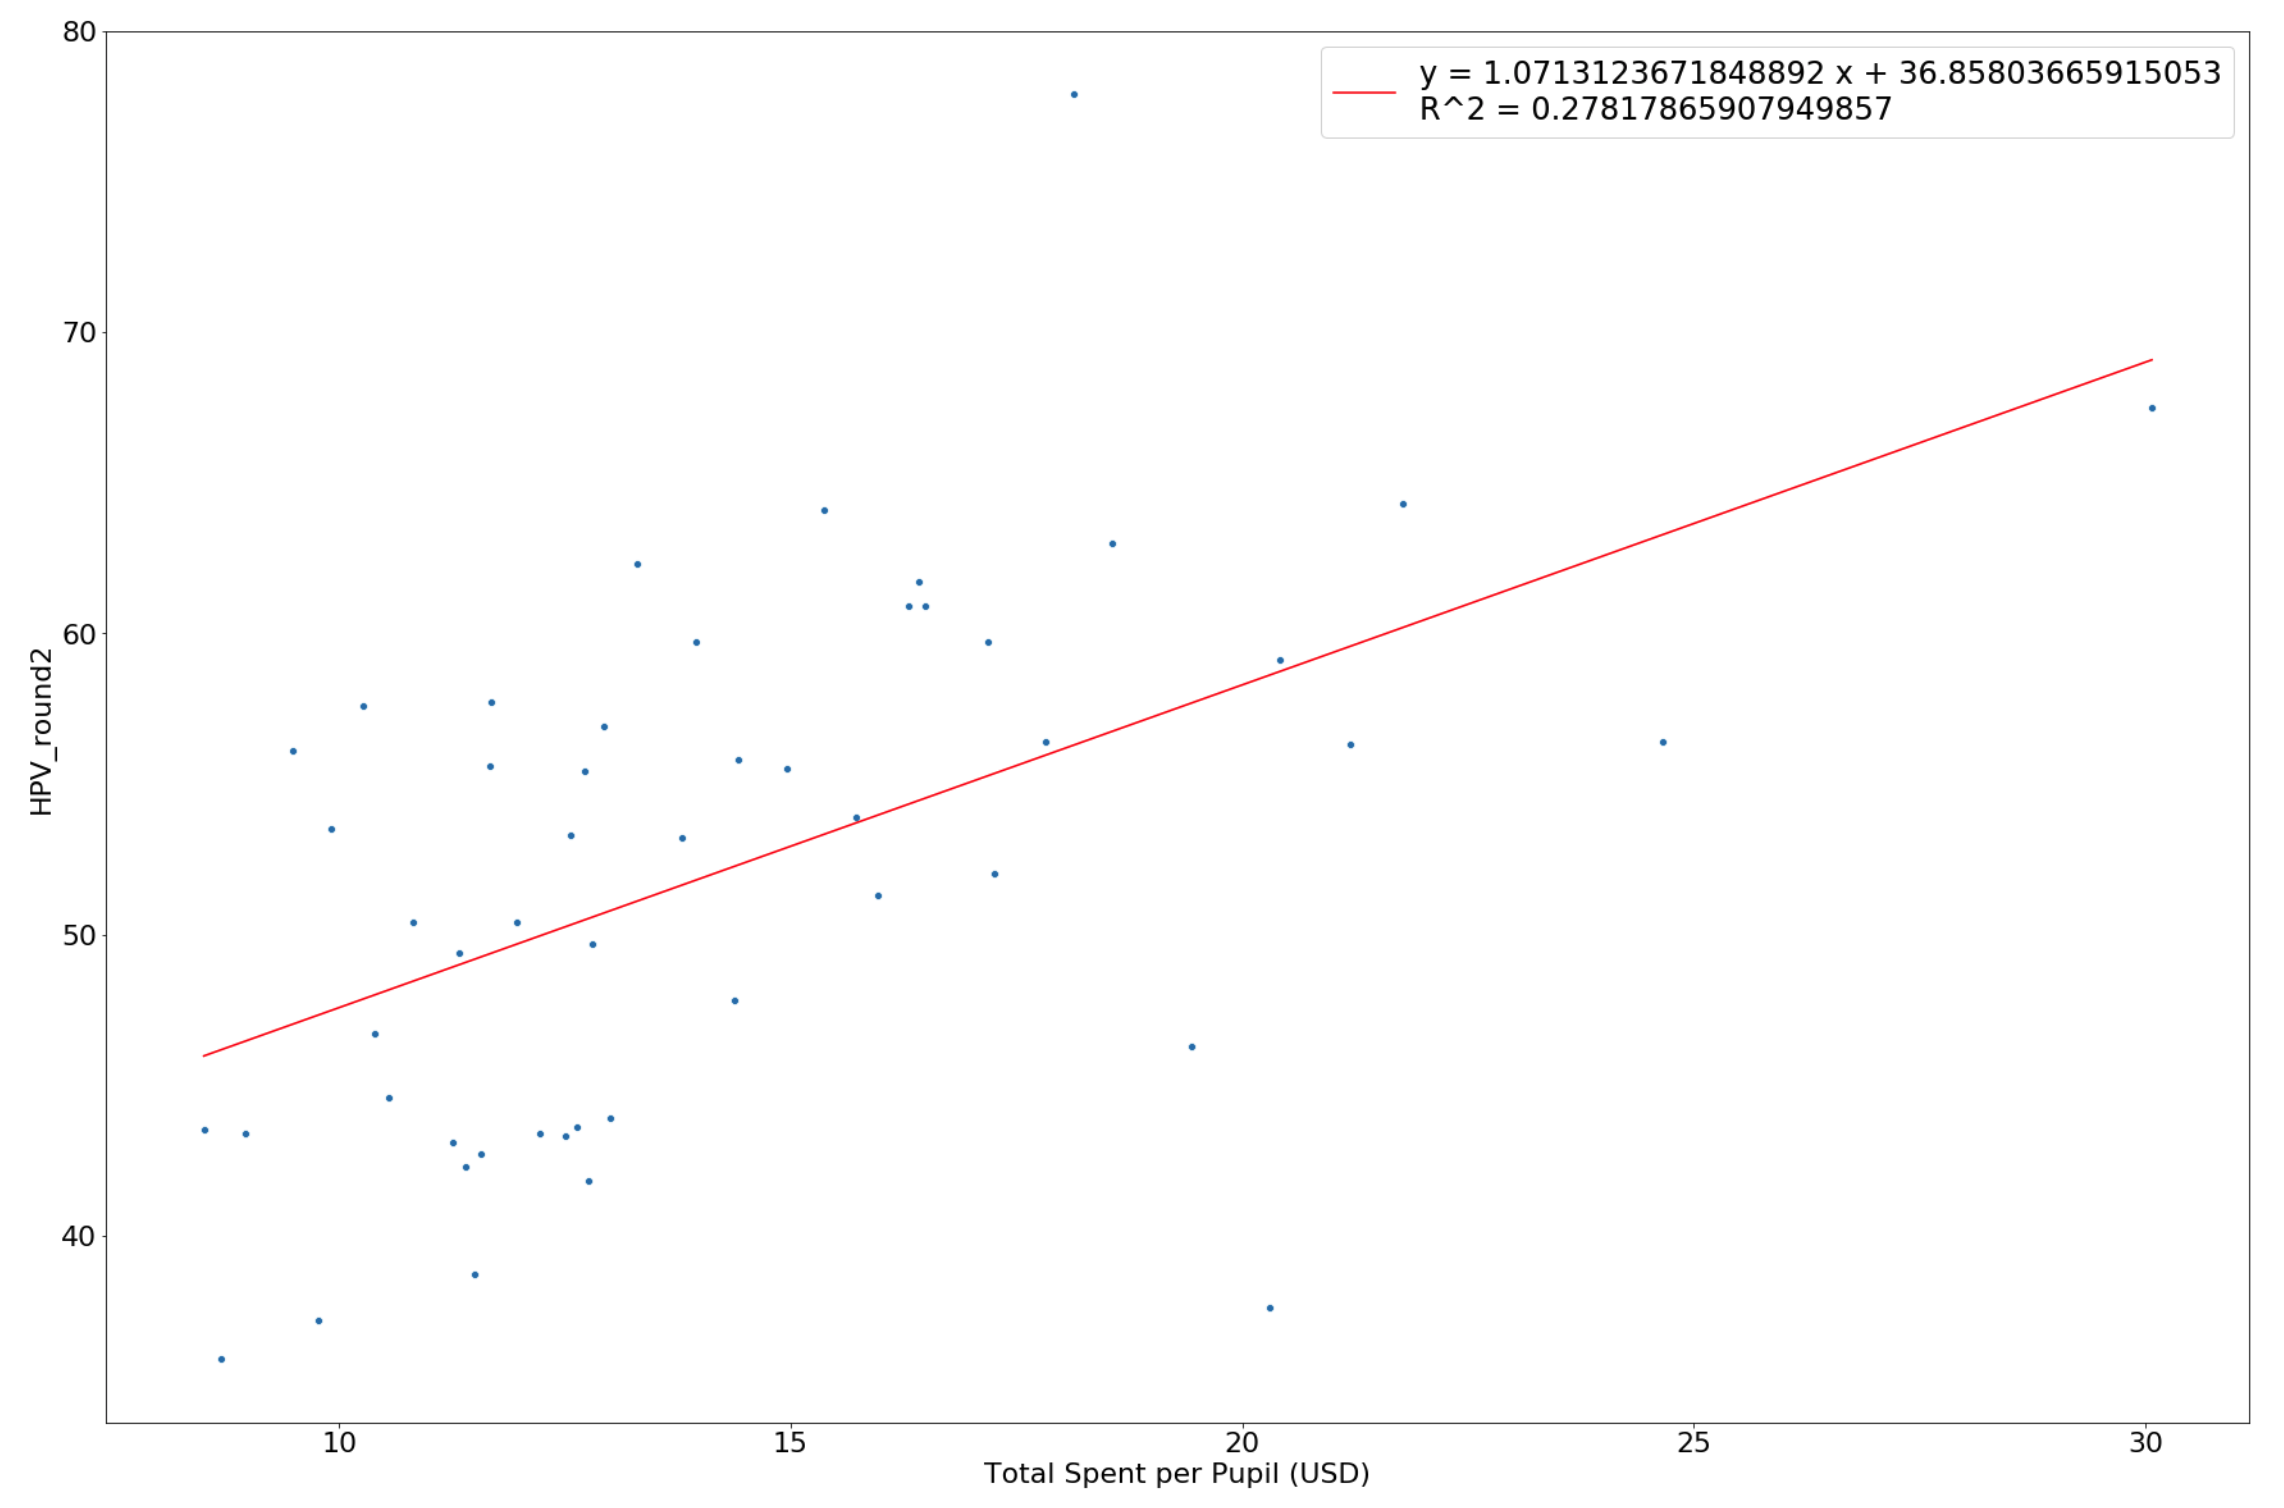 80
y = 1.0713123671848892 x + 36.85803665915053
R^2 = 0.27817865907949857
70
60
HPV_round2
50
40
10 15 20 25 30
Total Spent per Pupil (USD)